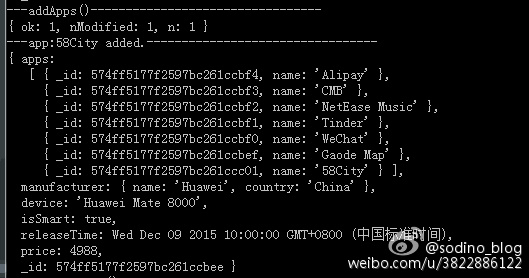 ---addApps()-----------------------------------
{ ok: 1, nModified: 1, n: 1 }
---app:58City added.-----------------------------------
{ apps:
[ { _id: 574ff5177f2597bc261ccbf4, name: 'Alipay' },
{ _id: 574ff5177f2597bc261ccbf3, name: 'CMB' },
{ _id: 574ff5177f2597bc261ccbf2, name: 'NetEase Music' },
{ _id: 574ff5177f2597bc261ccbf1, name: 'Tinder' },
{ _id: 574ff5177f2597bc261ccbf0, name: 'WeChat' },
{ _id: 574ff5177f2597bc261ccbef, name: 'Gaode Map' },
{ _id: 574ff5177f2597bc261ccc01, name: '58City' } ],
manufacturer: { name: 'Huawei', country: 'China' },
device: 'Huawei Mate 8000',
isSmart: true,
releaseTime: Wed Dec 09 2015 10:00:00 GMT+0800 (中国标准时间),
price: 4988,
_id: 574ff5177f2597bc261ccbee }
@sodino_blog
weibo.com/u/3822886122